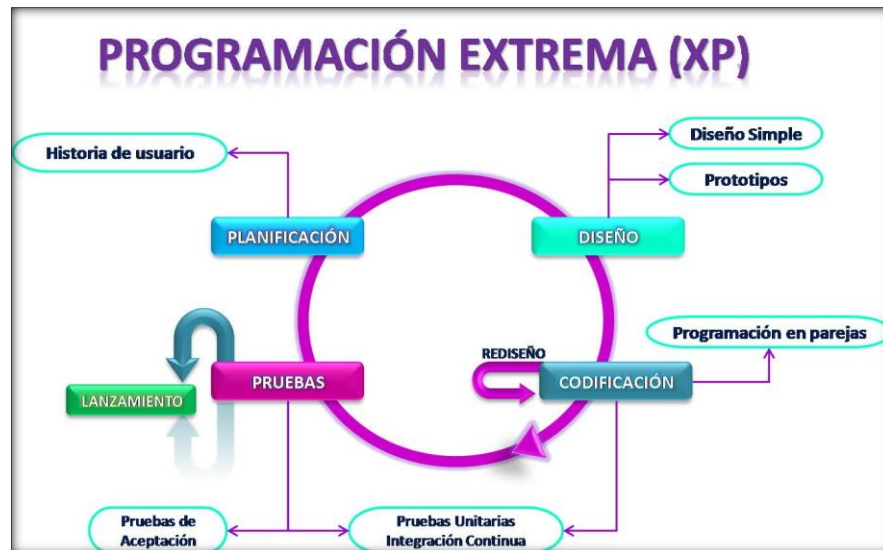 PROGRAMACIÓN EXTREMA (XP)
Historia de usuario
Diseño Simple
Prototipos
PLANIFICACIÓN
DISEÑO
Programación en parejas
REDISEÑO
LANZAMIENTO
PRUEBAS
CODIFICACIÓN
Pruebas de
Aceptación
Pruebas Unitarias
Integración Continua